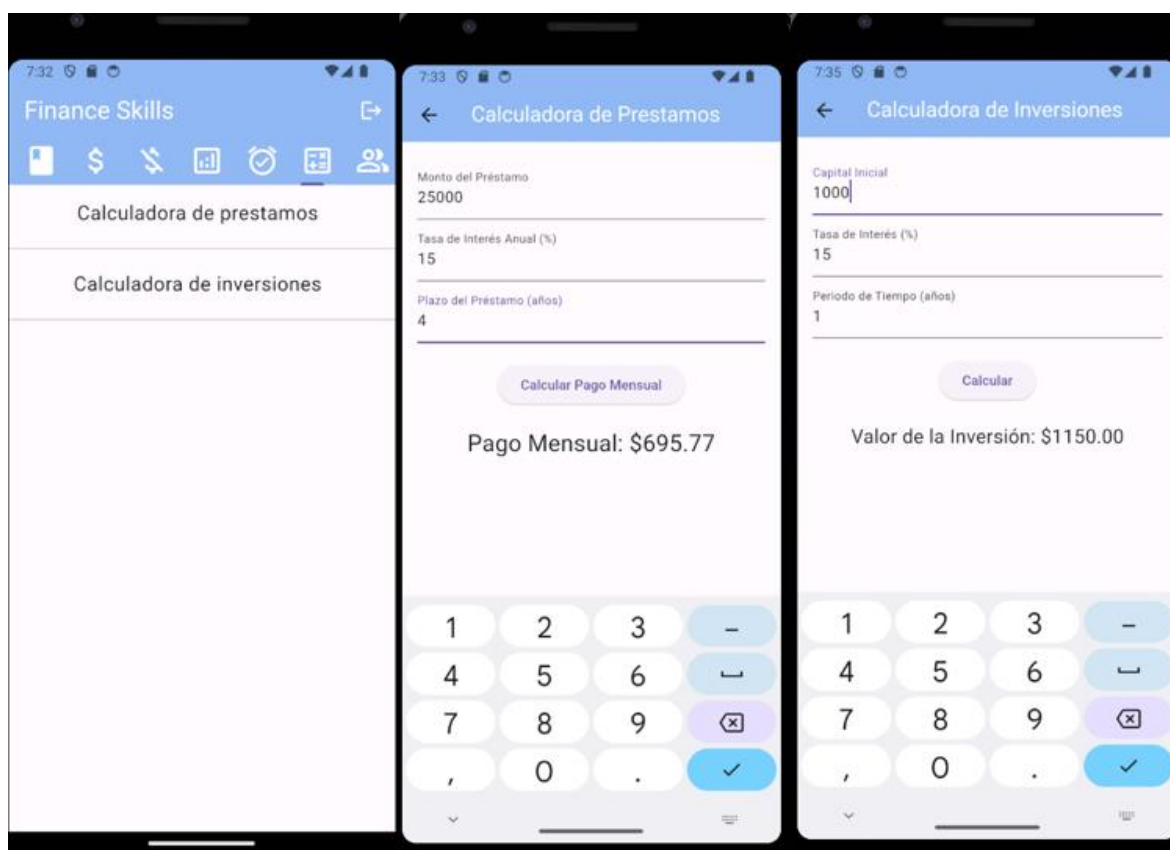 7:32
Finance Skills
Calculadora de prestamos
Calculadora de inversiones
7:33
Calculadora de Prestamos
Monto del Préstamo
25000
Tasa de Interés Anual (%)
15
Plazo del Préstamo (años)
4
Calcular Pago Mensual
Pago Mensual: $695.77
1 2 3 –
4 5 6
7 8 9
, 0 .
7:35
Calculadora de Inversiones
Capital Inicial
1000
Tasa de Interés (%)
15
Periodo de Tiempo (años)
1
Calcular
Valor de la Inversión: $1150.00
1 2 3 –
4 5 6
7 8 9
, 0 .